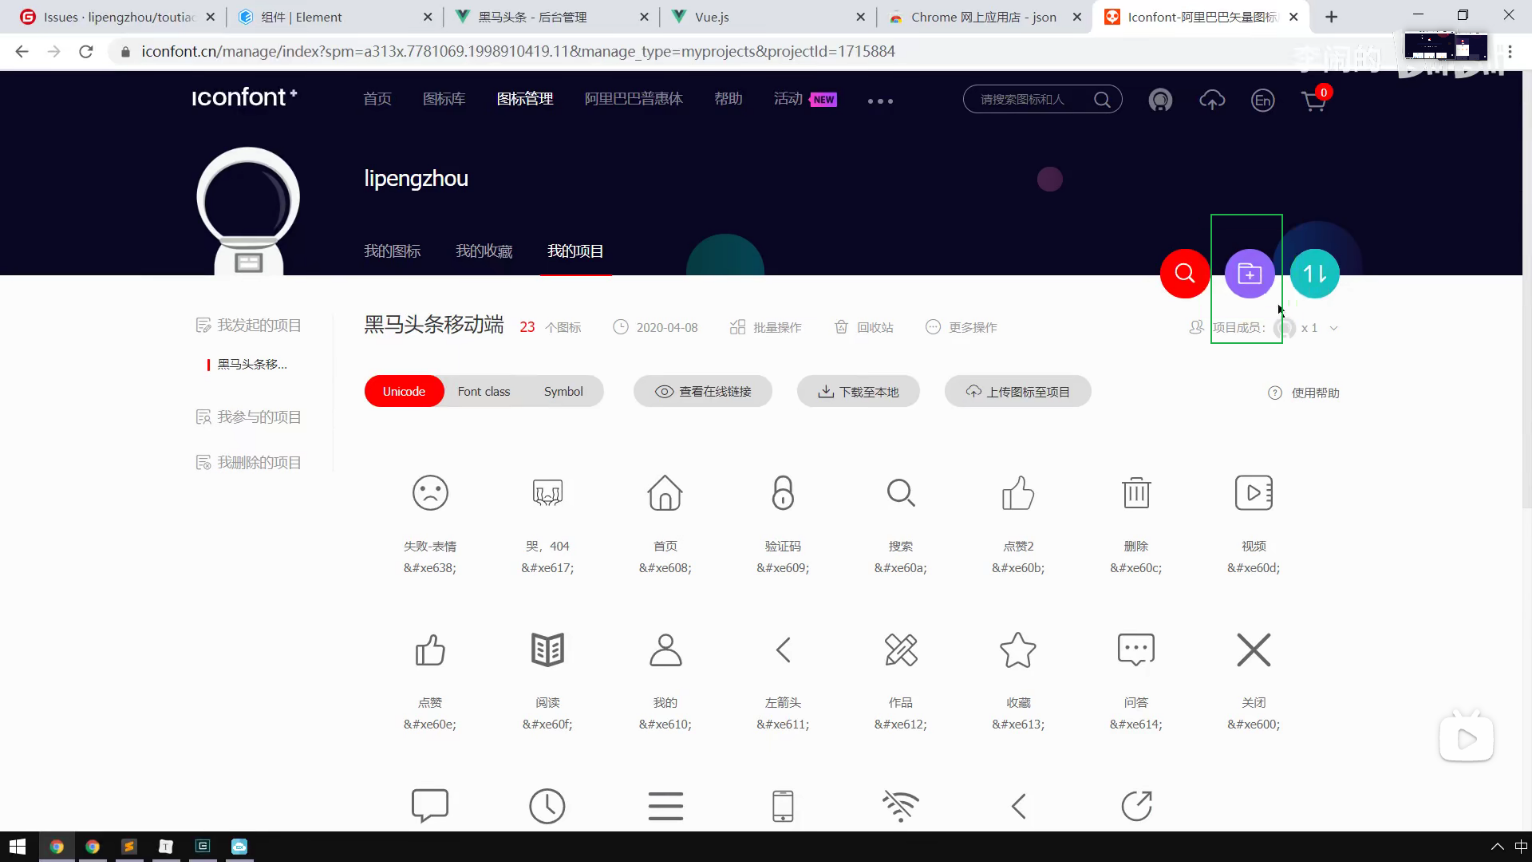 Issues · lipengzhou/toutiao
组件 | Element
黑马头条 - 后台管理
Vue.js
Chrome 网上应用店 - json
Iconfont-阿里巴巴矢量图标
iconfont.cn/manage/index?spm=a313x.7781069.1998910419.11&manage_type=myprojects&projectId=1715884
李闹的
bilibili
iconfont+
首页
图标库
图标管理
阿里巴巴普惠体
帮助
活动 NEW
请搜索图标和人
En
0
lipengzhou
我的图标
我的收藏
我的项目
我发起的项目
黑马头条移...
我参与的项目
我删除的项目
黑马头条移动端 23 个图标
2020-04-08
批量操作
回收站
更多操作
项目成员: x 1
Unicode
Font class
Symbol
查看在线链接
下载至本地
上传图标至项目
使用帮助
失败-表情
哭，404
首页
验证码
搜索
点赞2
删除
视频
&#xe638;
&#xe617;
&#xe608;
&#xe609;
&#xe60a;
&#xe60b;
&#xe60c;
&#xe60d;
点赞
阅读
我的
左箭头
作品
收藏
问答
关闭
&#xe60e;
&#xe60f;
&#xe610;
&#xe611;
&#xe612;
&#xe613;
&#xe614;
&#xe600;
中